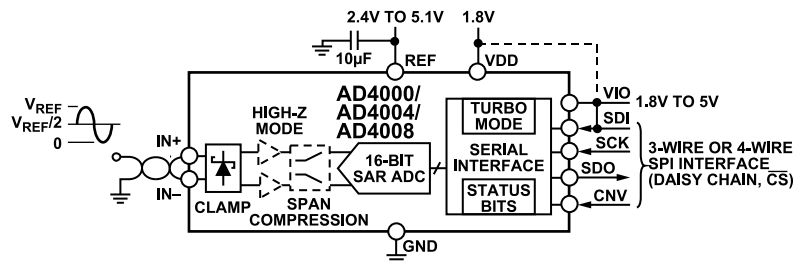 2.4V TO 5.1V
1.8V
10µF
REF
VDD
VREF
VREF/2
0
HIGH-Z
MODE
AD4000/
AD4004/
AD4008
TURBO
MODE
VIO
1.8V TO 5V
SDI
IN+
IN–
CLAMP
SPAN
COMPRESSION
16-BIT
SAR ADC
SERIAL
INTERFACE
STATUS
BITS
SCK
SDO
CNV
3-WIRE OR 4-WIRE
SPI INTERFACE
(DAISY CHAIN, C̅S̅)
GND